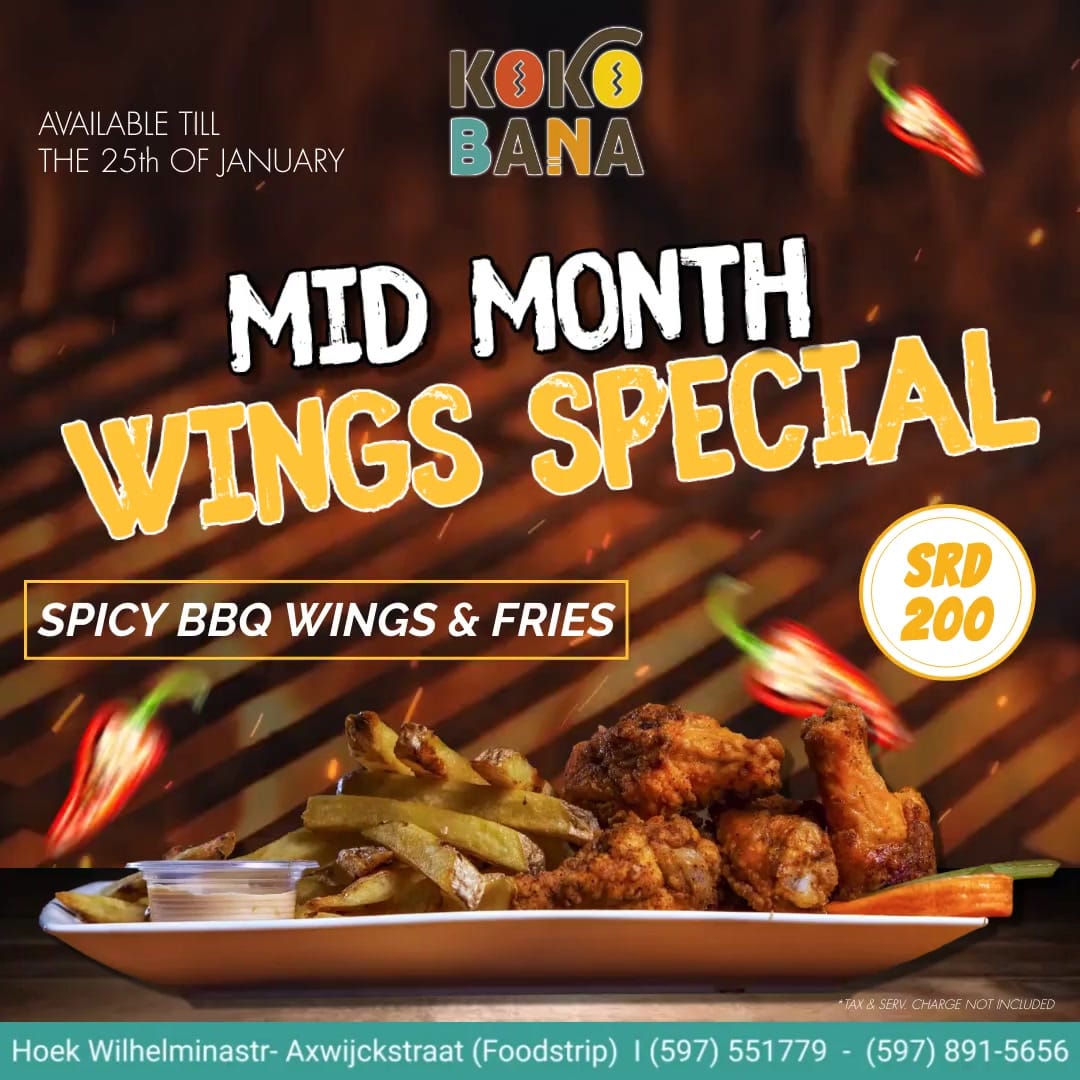 KOKO
BANA
AVAILABLE TILL
THE 25th OF JANUARY
MID MONTH
WINGS SPECIAL
SRD
200
SPICY BBQ WINGS & FRIES
*TAX & SERV. CHARGE NOT INCLUDED
Hoek Wilhelminastr- Axwijckstraat (Foodstrip) I (597) 551779 - (597) 891-5656